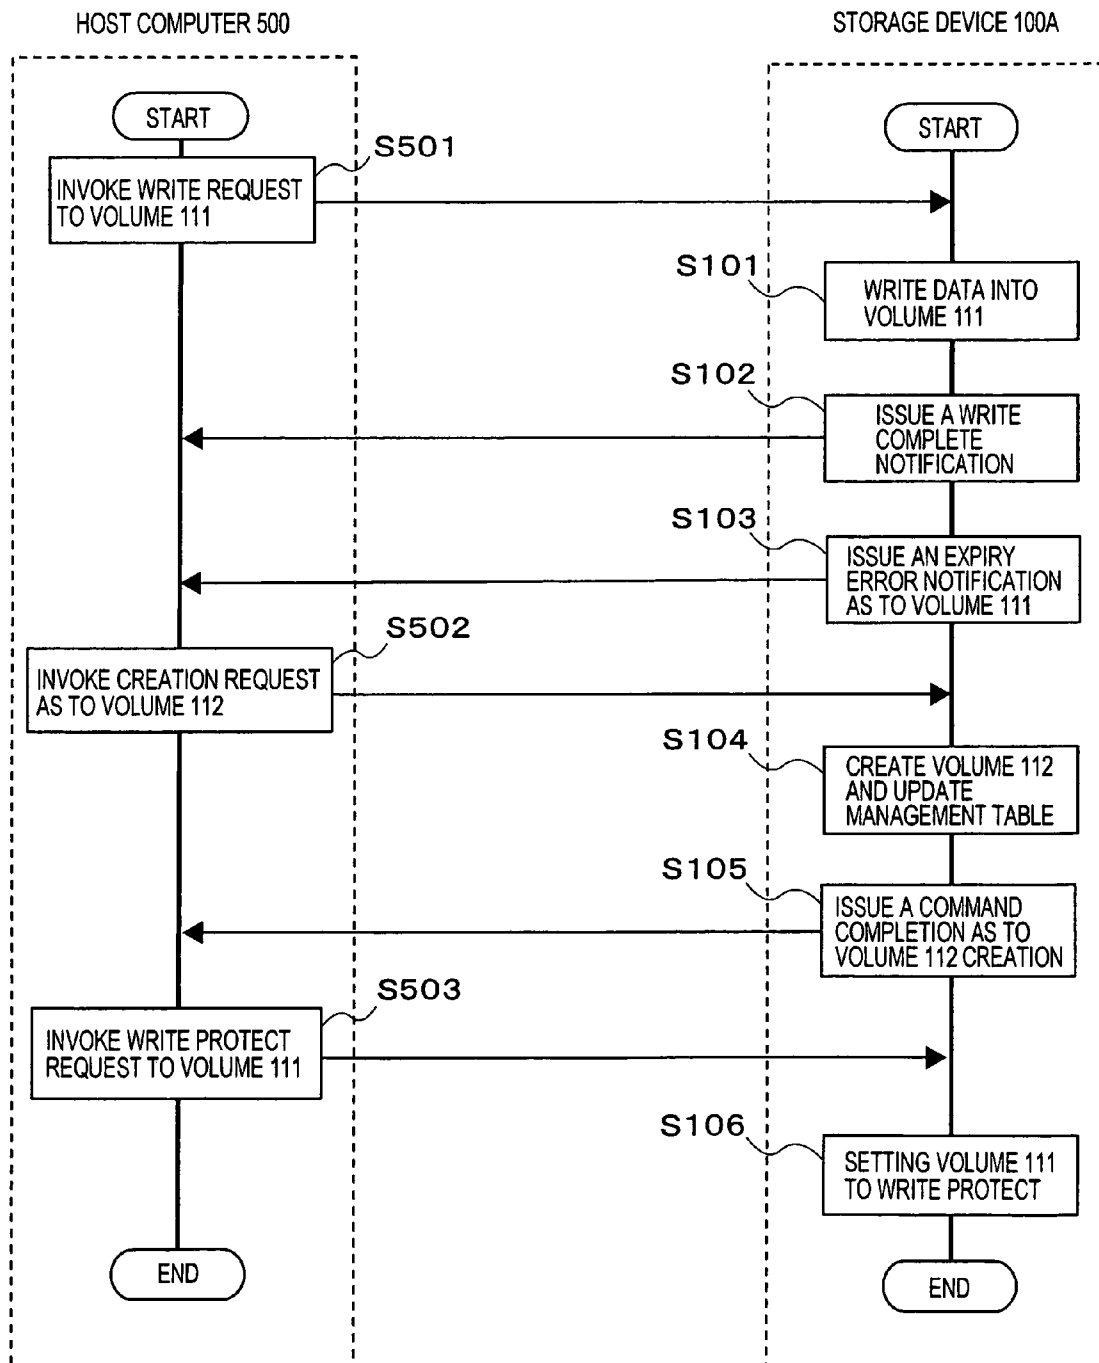 HOST COMPUTER 500
STORAGE DEVICE 100A
START
START
S501
INVOKE WRITE REQUEST
TO VOLUME 111
S101
WRITE DATA INTO
VOLUME 111
S102
ISSUE A WRITE
COMPLETE
NOTIFICATION
S103
ISSUE AN EXPIRY
ERROR NOTIFICATION
AS TO VOLUME 111
S502
INVOKE CREATION REQUEST
AS TO VOLUME 112
S104
CREATE VOLUME 112
AND UPDATE
MANAGEMENT TABLE
S105
ISSUE A COMMAND
COMPLETION AS TO
VOLUME 112 CREATION
S503
INVOKE WRITE PROTECT
REQUEST TO VOLUME 111
S106
SETTING VOLUME 111
TO WRITE PROTECT
END
END